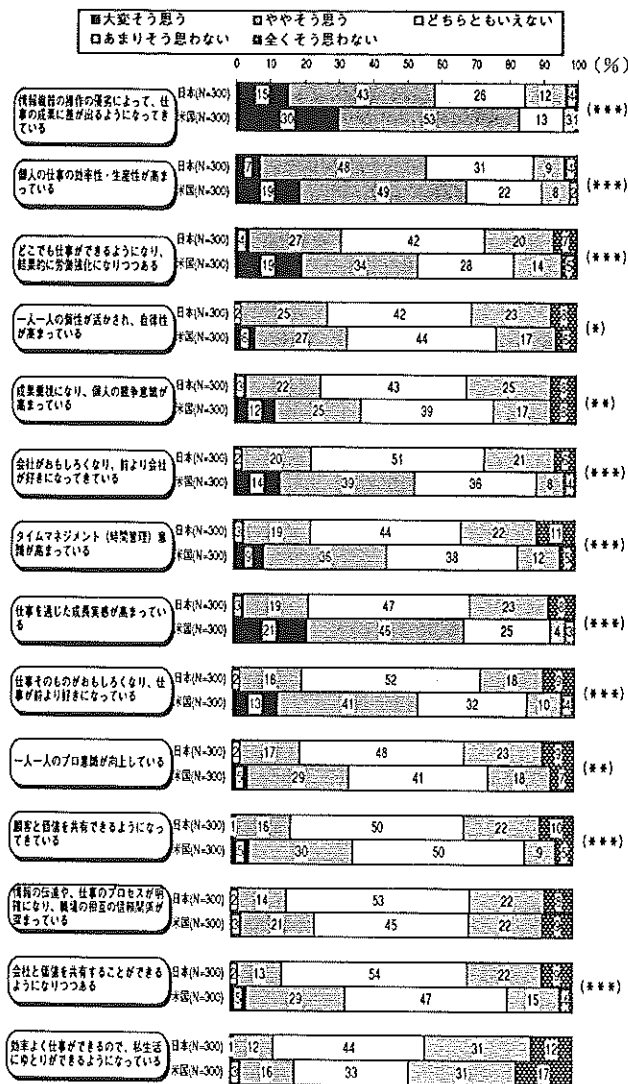 大変そう思う ややそう思う どちらともいえない
あまりそう思わない 全くそう思わない
0 10 20 30 40 50 60 70 80 90 100 (%)
情報機器の操作の優劣によって、仕
事の成果に差が出るようになってき
ている
日本(N=300) 15 43 26 12 4
米国(N=300) 30 53 13 3 1
(***)
個人の仕事の効率性・生産性が高ま
っている
日本(N=300) 7 48 31 9 4
米国(N=300) 19 49 22 8 2
(***)
どこでも仕事ができるようになり、
結果的に労働強化になりつつある
日本(N=300) 4 27 42 20 7
米国(N=300) 19 34 28 14 5
(***)
一人一人の個性が活かされ、自律性
が高まっている
日本(N=300) 2 25 42 23
米国(N=300) 27 44 17
(*)
成果重視になり、個人の競争意識が
高まっている
日本(N=300) 3 22 43 25
米国(N=300) 12 25 39 17
(**)
会社がおもしろくなり、前より会社
が好きになってきている
日本(N=300) 2 20 51 21
米国(N=300) 14 39 36 8 4
(***)
タイムマネジメント(時間管理)意
識が高まっている
日本(N=300) 3 19 44 22 11
米国(N=300) 9 36 38 12
(***)
仕事を通じた成長実感が高まってい
る
日本(N=300) 3 19 47 23
米国(N=300) 21 45 25 4 3
(***)
仕事そのものがおもしろくなり、仕
事が前より好きになっている
日本(N=300) 2 18 52 18
米国(N=300) 13 41 32 10 4
(***)
一人一人のプロ意識が向上している
日本(N=300) 2 17 48 23
米国(N=300) 29 41 18 7
(**)
顧客と価値を共有できるようになっ
てきている
日本(N=300) 1 16 50 22 10
米国(N=300) 5 30 50 9
(***)
情報の伝達や、仕事のプロセスが明
確になり、職場の相互の信頼関係が
深まっている
日本(N=300) 2 14 53 22
米国(N=300) 3 21 45 22
会社と価値を共有することができる
ようになりつつある
日本(N=300) 2 13 54 22
米国(N=300) 29 47 15
(***)
効率よく仕事ができるので、私生活
にゆとりができるようになっている
日本(N=300) 1 12 44 31 12
米国(N=300) 3 16 33 31 17